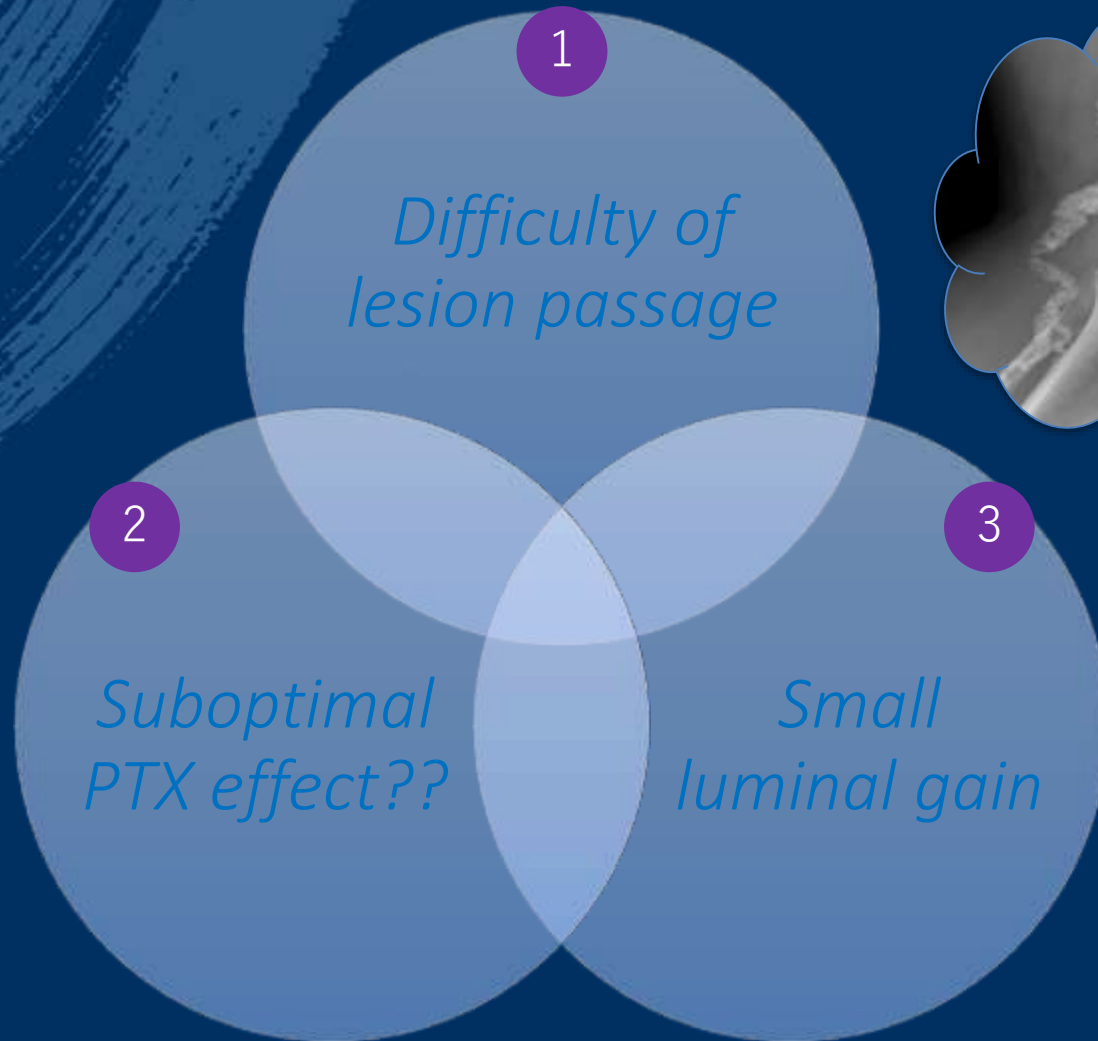 1
Difficulty of
lesion passage
2
Suboptimal
PTX effect??
3
Small
luminal gain